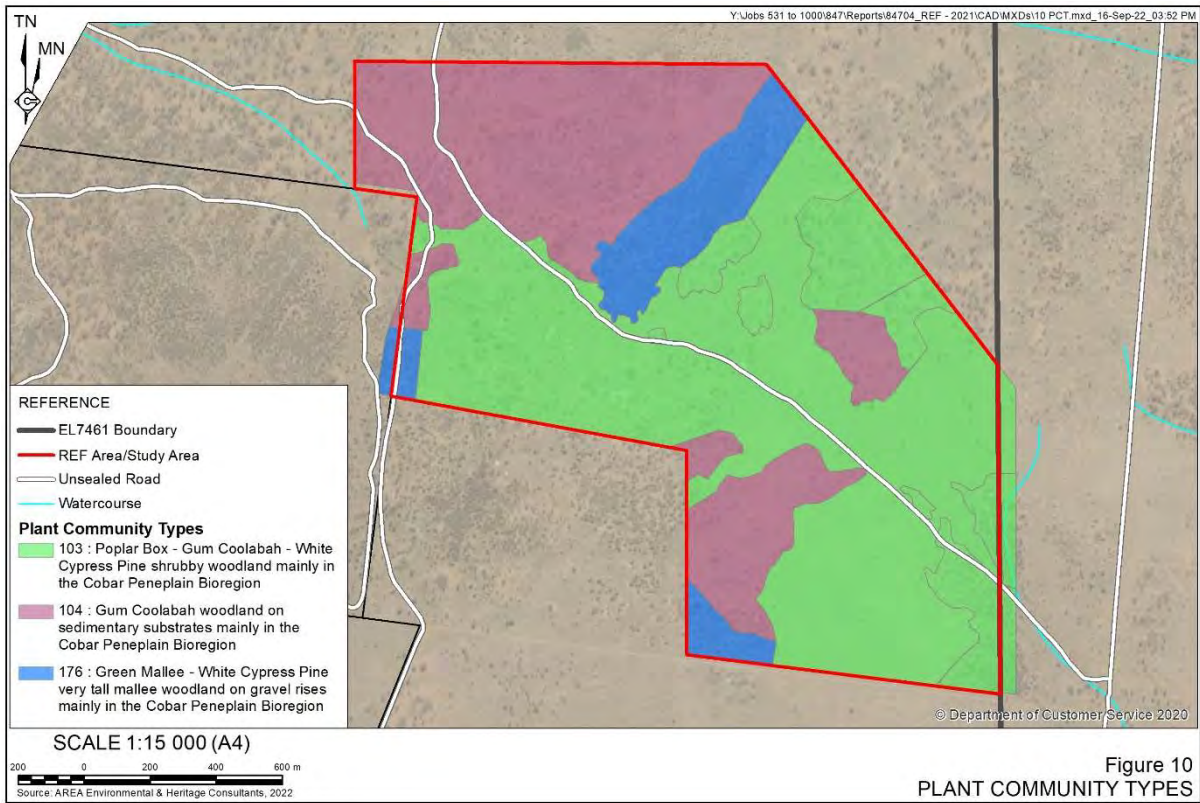 Y:\Jobs 531 to 1000\847\Reports\84704_REF - 2021\CAD\MXDs\10 PCT.mxd_16-Sep-22_03:52 PM
TN
MN
REFERENCE
EL7461 Boundary
REF Area/Study Area
Unsealed Road
Watercourse
Plant Community Types
103 : Poplar Box - Gum Coolabah - White
Cypress Pine shrubby woodland mainly in
the Cobar Peneplain Bioregion
104 : Gum Coolabah woodland on
sedimentary substrates mainly in the
Cobar Peneplain Bioregion
176 : Green Mallee - White Cypress Pine
very tall mallee woodland on gravel rises
mainly in the Cobar Peneplain Bioregion
© Department of Customer Service 2020
SCALE 1:15 000 (A4)
200 0 200 400 600 m
Source: AREA Environmental & Heritage Consultants, 2022
Figure 10
PLANT COMMUNITY TYPES